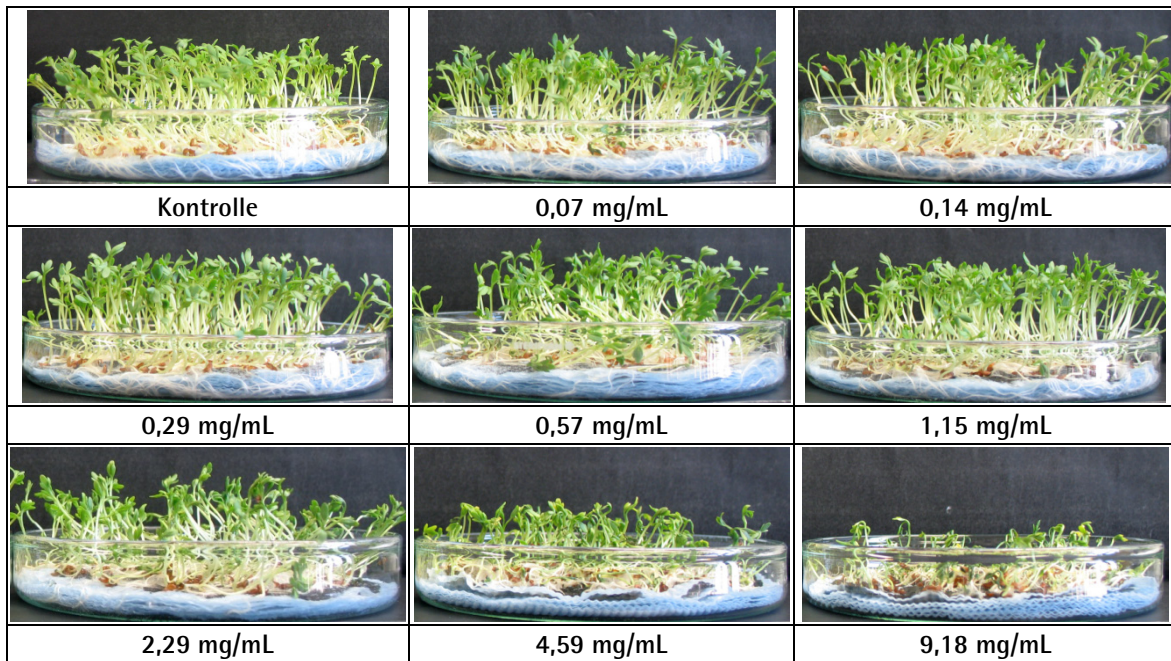 Kontrolle
0,07 mg/mL
0,14 mg/mL
0,29 mg/mL
0,57 mg/mL
1,15 mg/mL
2,29 mg/mL
4,59 mg/mL
9,18 mg/mL